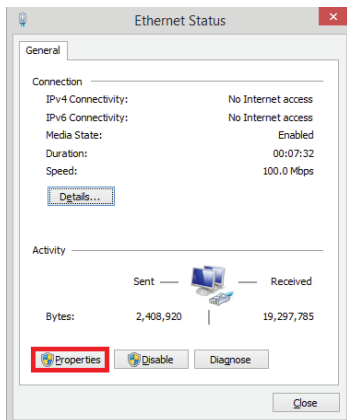 Ethernet Status
General
Connection
IPv4 Connectivity: No Internet access
IPv6 Connectivity: No Internet access
Media State: Enabled
Duration: 00:07:32
Speed: 100.0 Mbps
Details...
Activity
Sent Received
Bytes: 2,408,920 19,297,785
Properties Disable Diagnose
Close